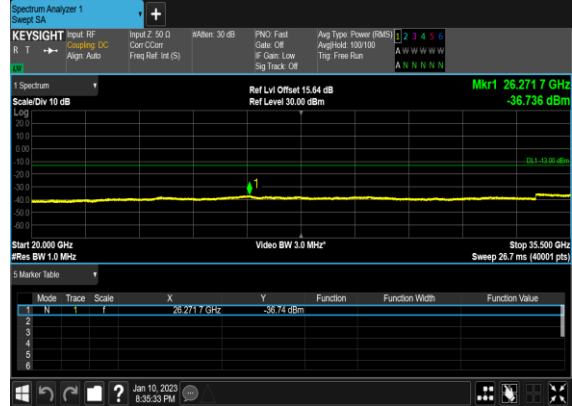 Spectrum Analyzer 1
Swept SA
+
KEYSIGHT Input: RF Input Z: 50 Ω #Atten: 30 dB PNO: Fast Avg Type: Power (RMS) 1 2 3 4 5 6
R T Coupling: DC Corr CCorr Gate: Off Avg|Hold: 100/100 A W W W W W
Align: Auto Freq Ref: Int (S) IF Gain: Low Trig: Free Run
Sig Track: Off A N N N N N
1 Spectrum Ref Lvl Offset 15.64 dB Mkr1 26.271 7 GHz
Scale/Div 10 dB Ref Level 30.00 dBm -36.736 dBm
Log
20.0
10.0
0.00
-10.0
DL1 -13.00 dBm
-20.0
-30.0
1
-40.0
-50.0
-60.0
Start 20.000 GHz Video BW 3.0 MHz* Stop 35.500 GHz
#Res BW 1.0 MHz Sweep 26.7 ms (40001 pts)
5 Marker Table
Mode Trace Scale X Y Function Function Width Function Value
1 N 1 f 26.271 7 GHz -36.74 dBm
2
3
4
5
6
? Jan 10, 2023
8:35:33 PM